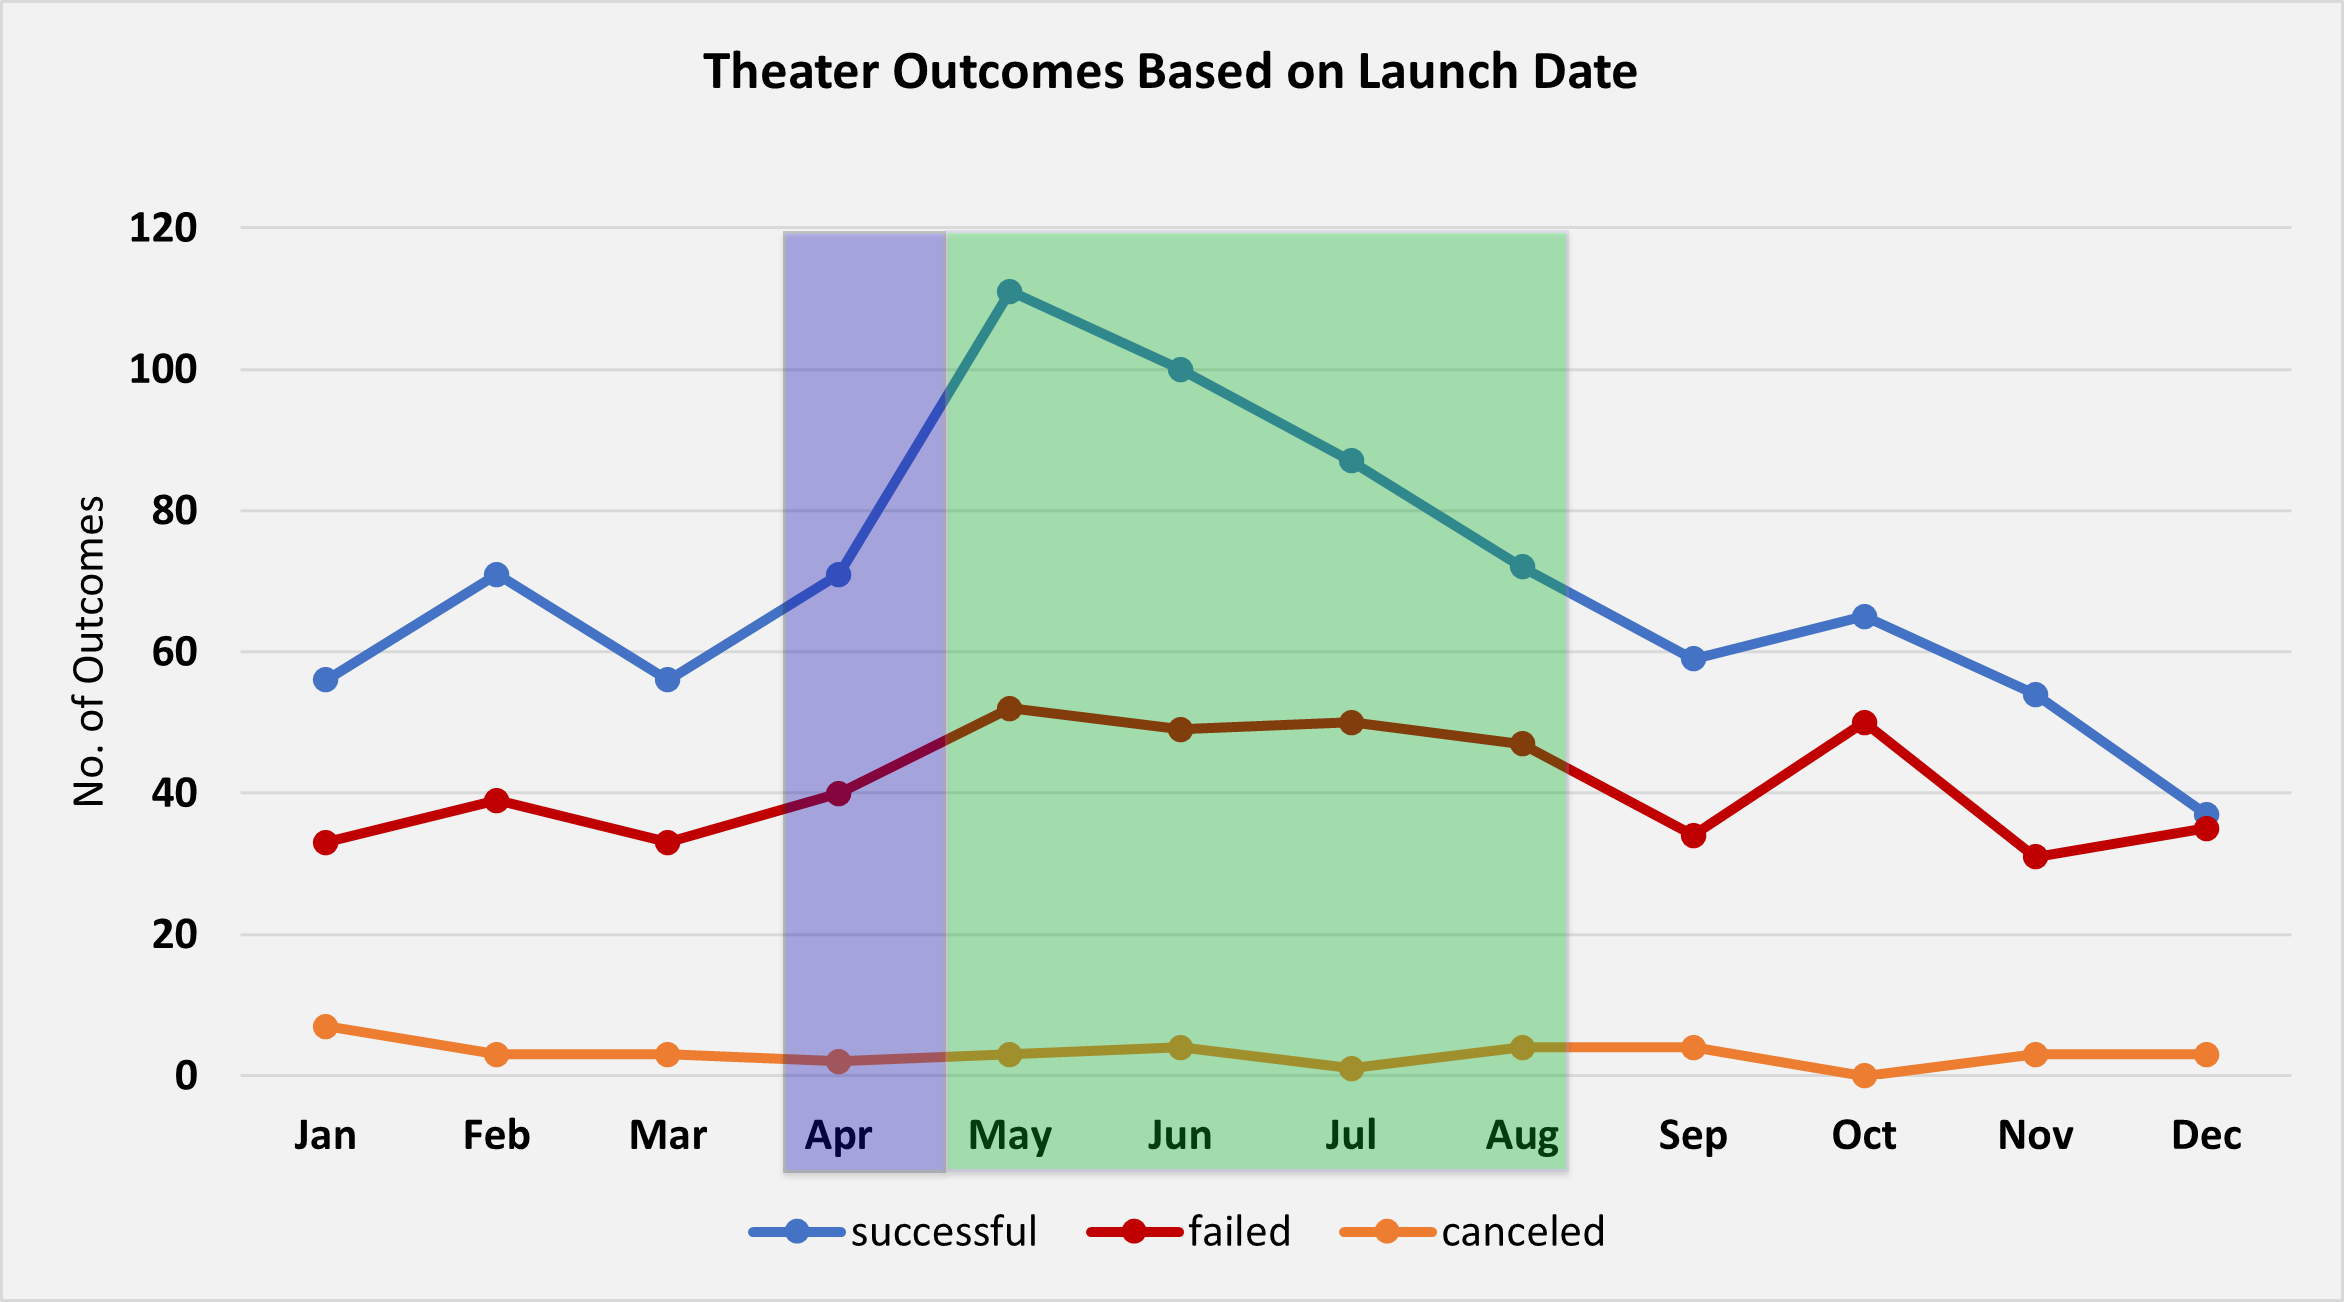 Theater Outcomes Based on Launch Date
No. of Outcomes
120
100
80
60
40
20
0
Jan Feb Mar Apr May Jun Jul Aug Sep Oct Nov Dec
successful failed canceled